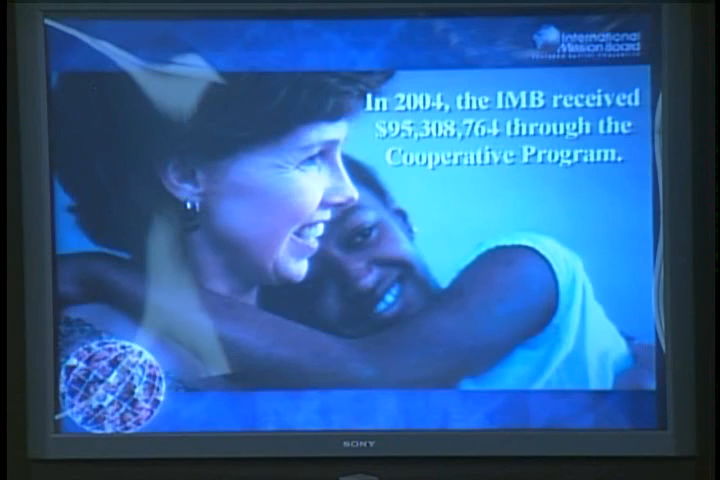 International
Mission Board
In 2004, the IMB received
$95,308,764 through the
Cooperative Program.
SONY